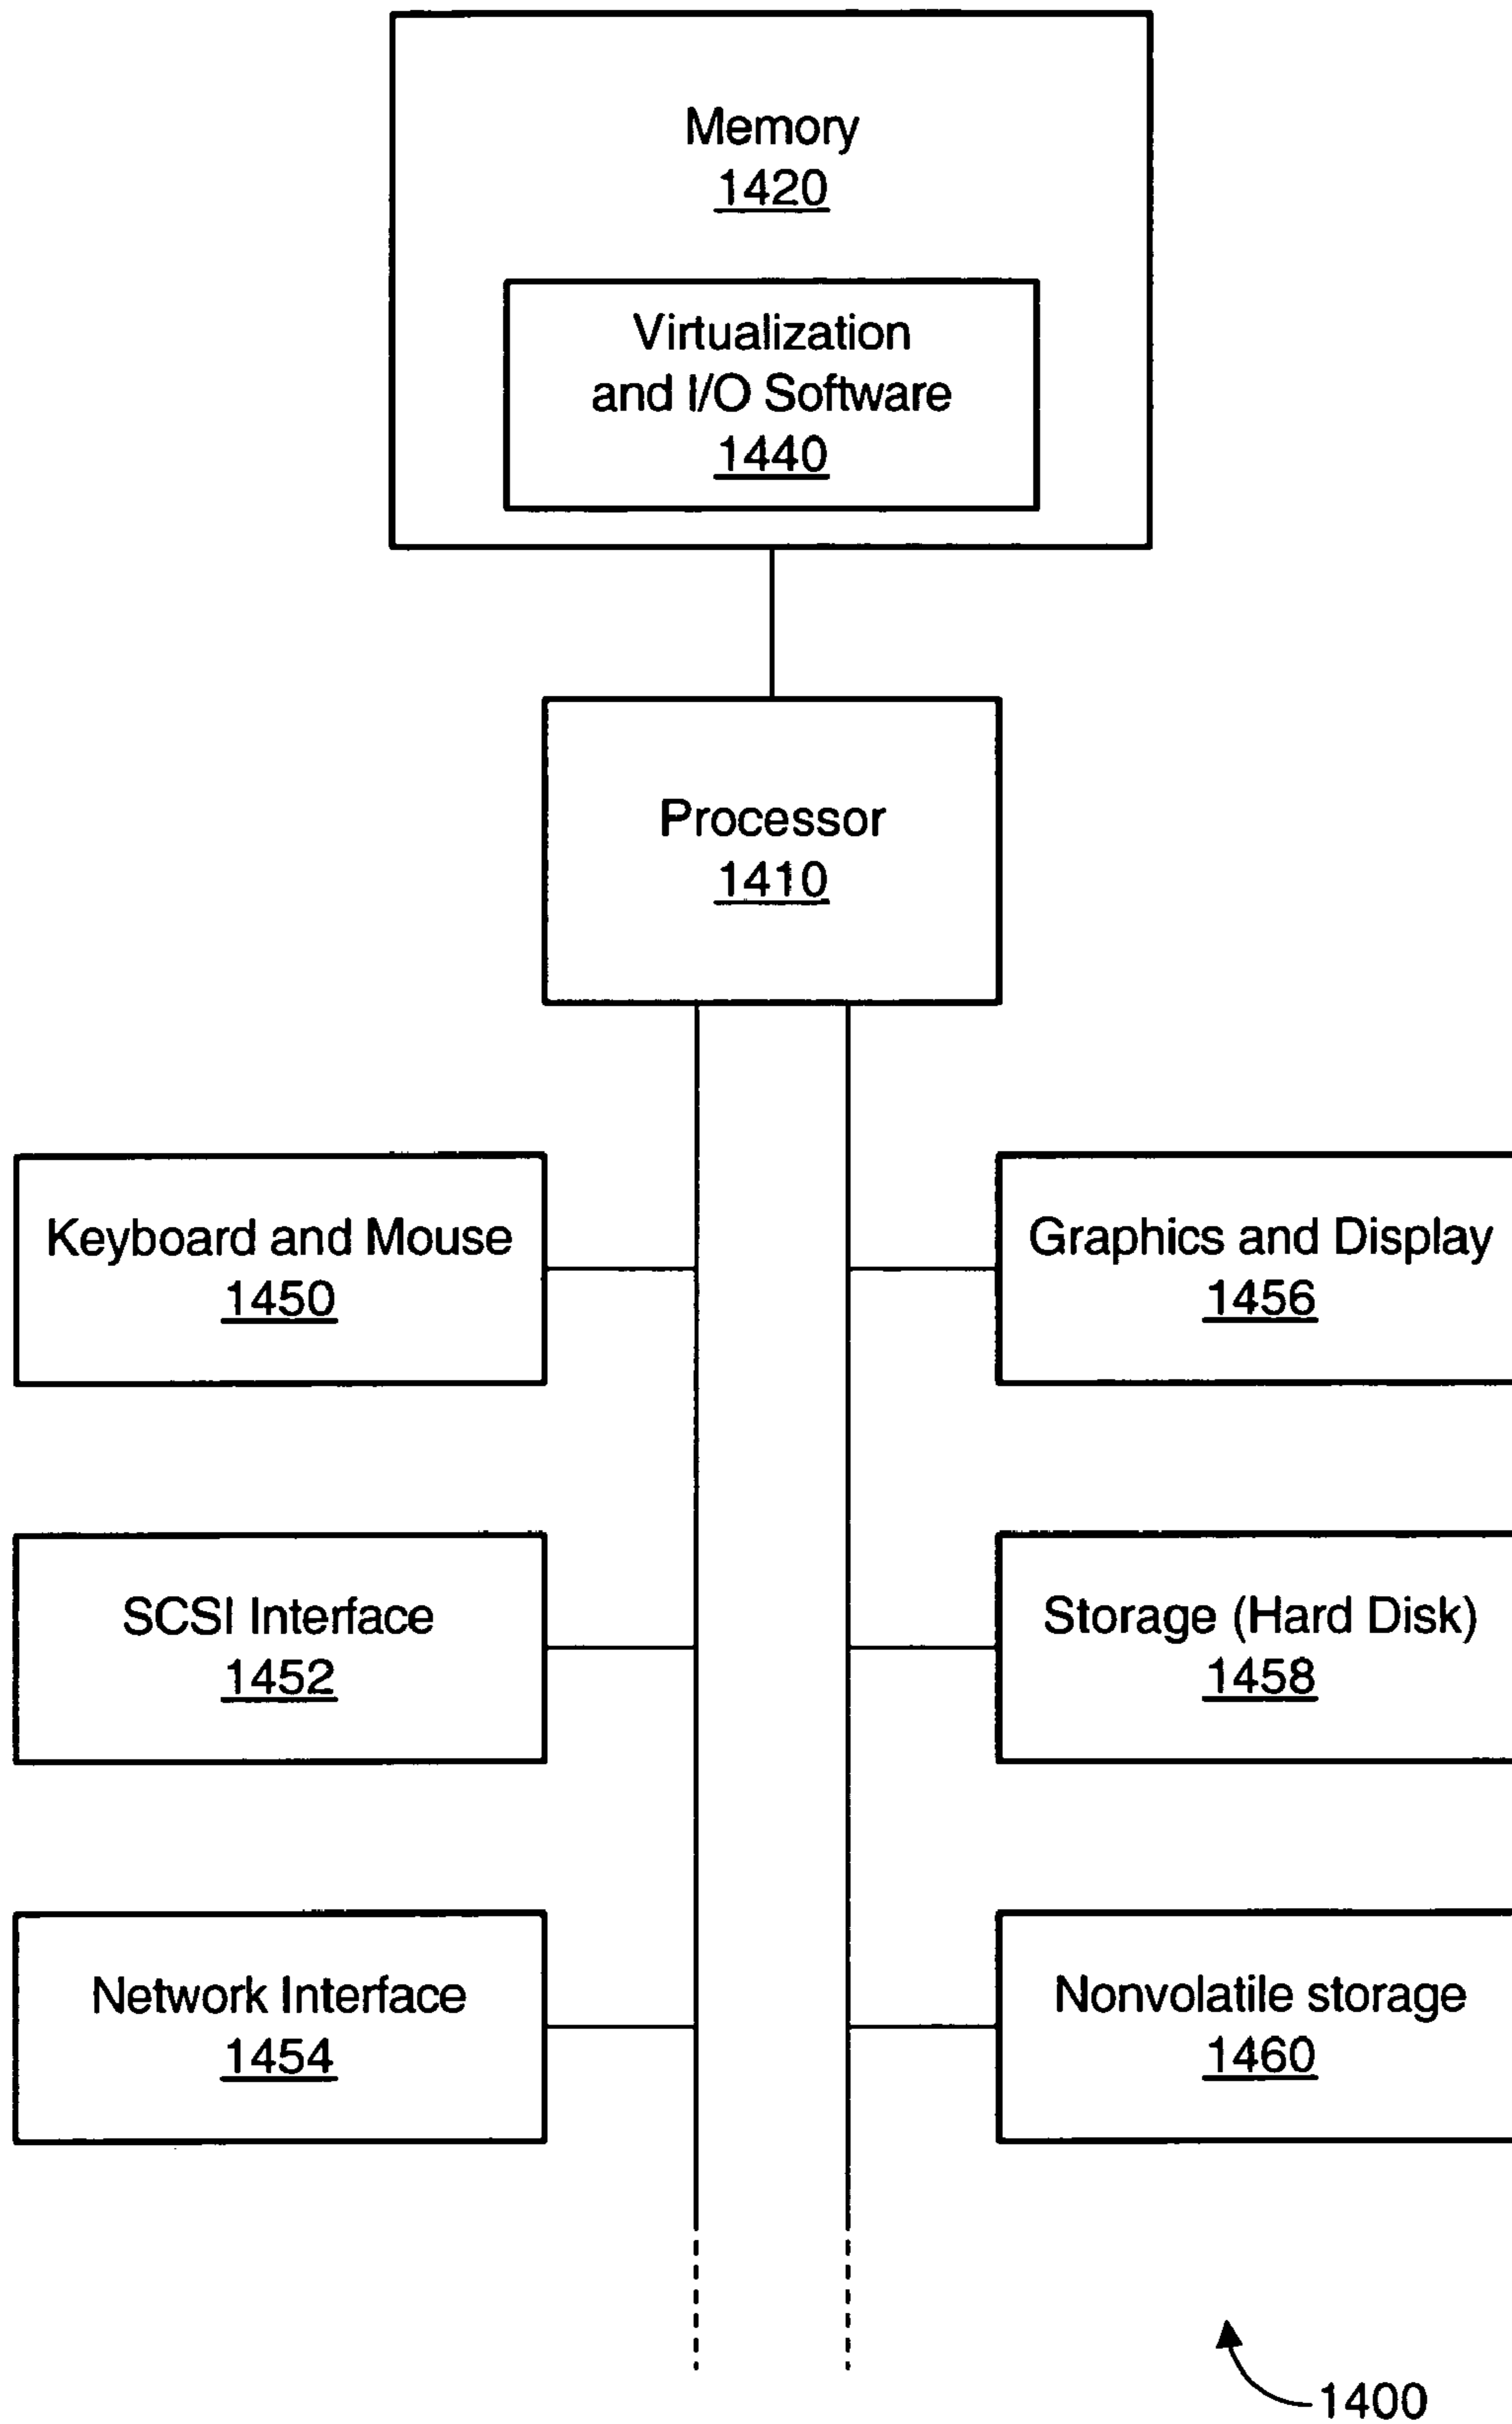 Memory
1420
Virtualization
and I/O Software
1440
Processor
1410
Keyboard and Mouse
1450
Graphics and Display
1456
SCSI Interface
1452
Storage (Hard Disk)
1458
Network Interface
1454
Nonvolatile storage
1460
1400